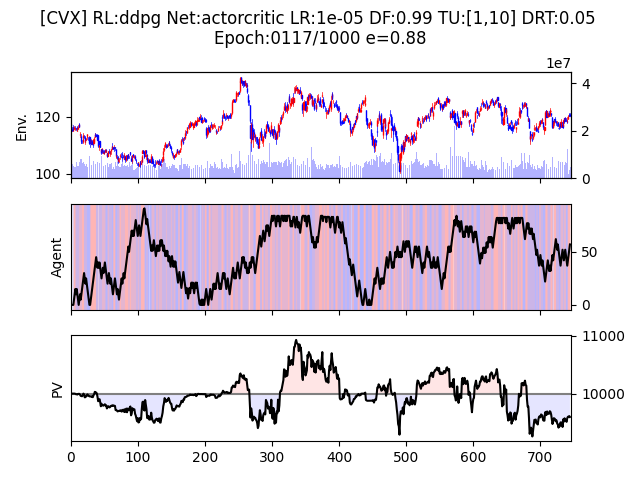 [CVX] RL:ddpg Net:actorcritic LR:1e-05 DF:0.99 TU:[1,10] DRT:0.05
Epoch:0117/1000 e=0.88
1e7
Env.
120
100
4
2
0
Agent
50
0
PV
11000
10000
0 100 200 300 400 500 600 700